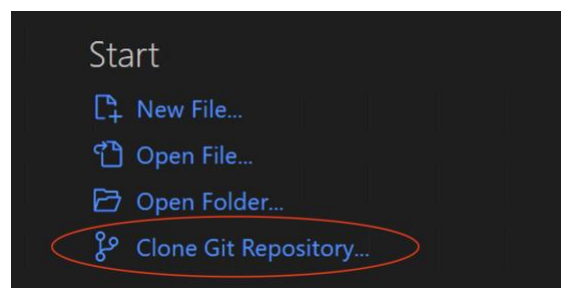 Start
New File...
Open File...
Open Folder...
Clone Git Repository...